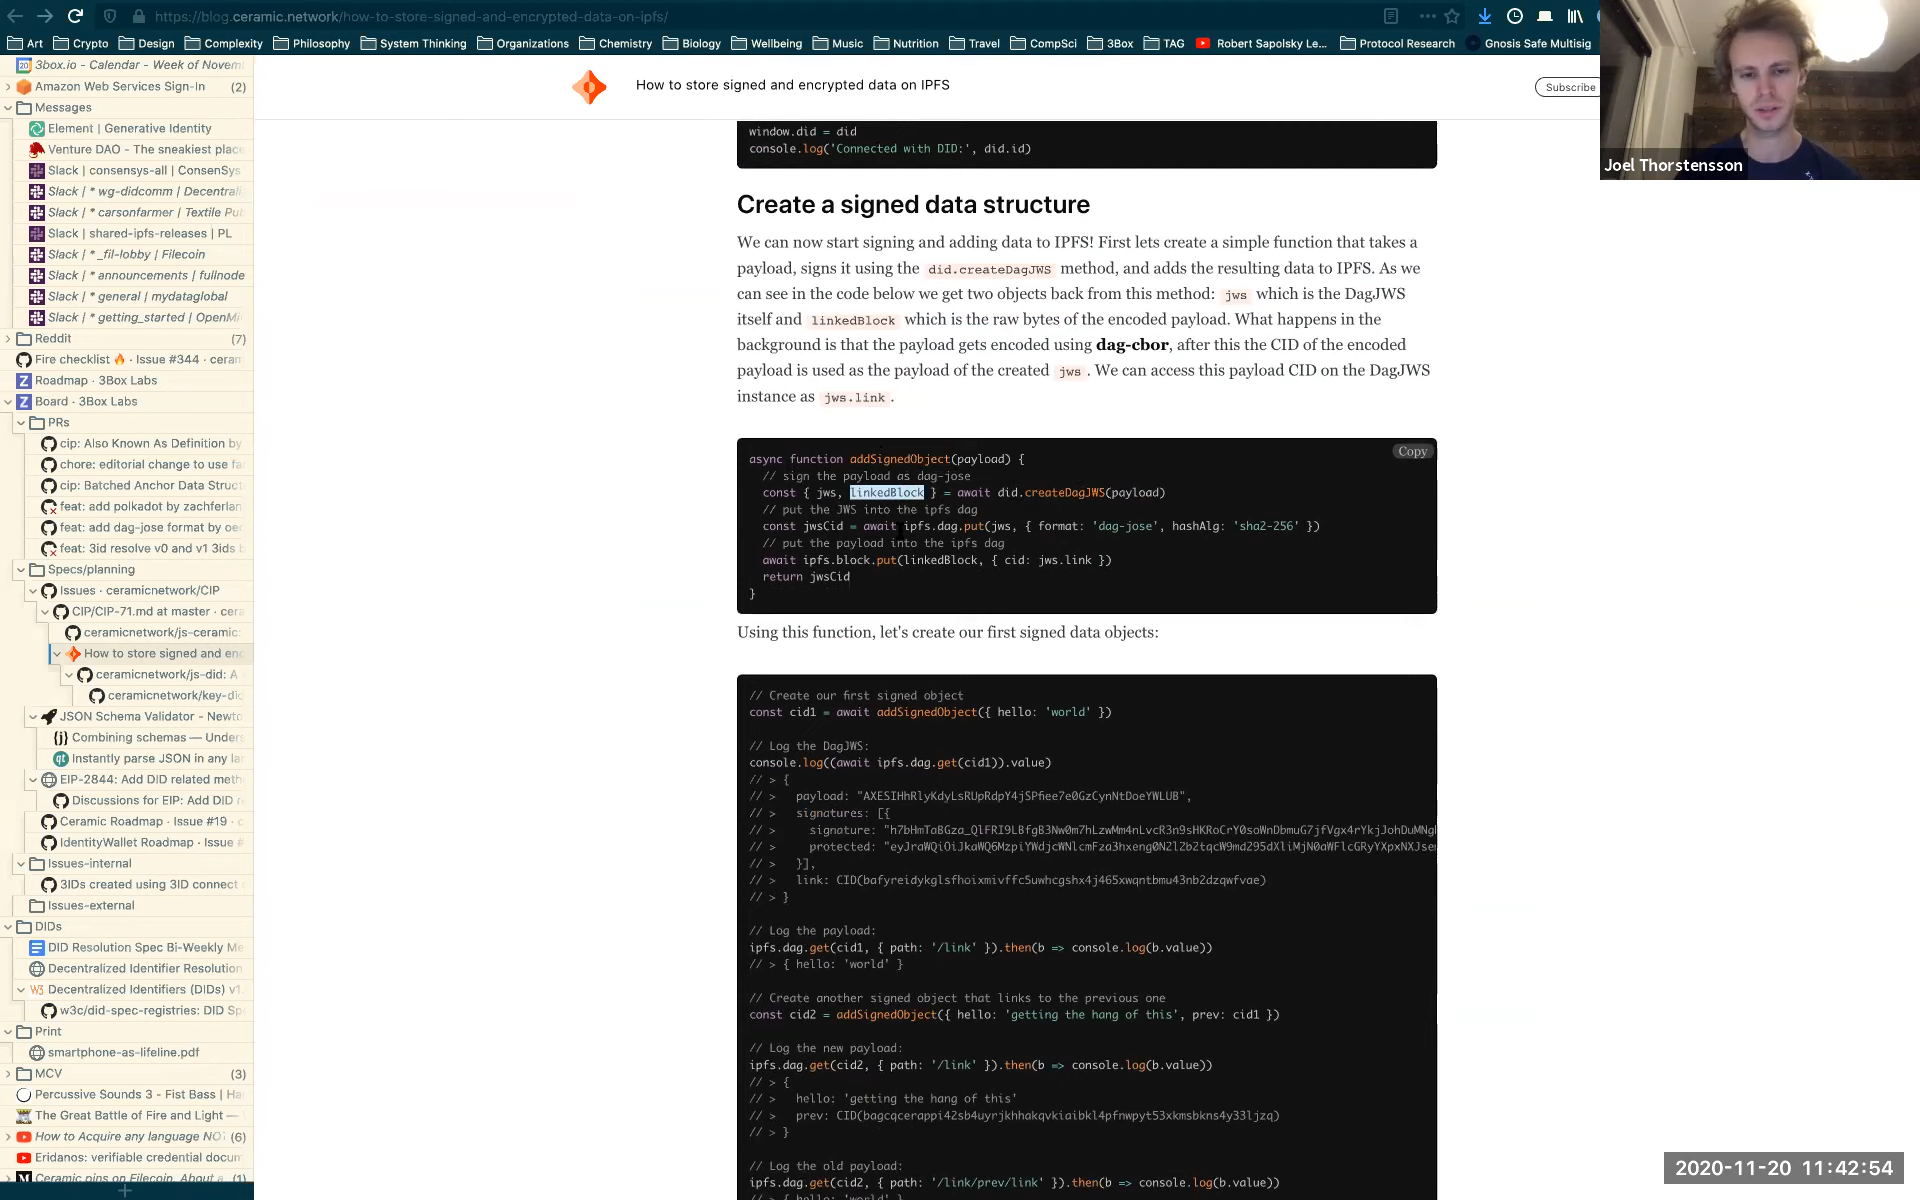 https://blog.ceramic.network/how-to-store-signed-and-encrypted-data-on-ipfs/
Art Crypto Design Complexity Philosophy System Thinking Organizations Chemistry Biology Wellbeing Music Nutrition Travel CompSci 3Box TAG Robert Sapolsky Le... Protocol Research Gnosis Safe Multisig
3box.io - Calendar - Week of Novem
Amazon Web Services Sign-In (2)
Messages
Element | Generative Identity
Venture DAO - The sneakiest place
Slack | consensys-all | ConsenSys
Slack | * wg-didcomm | Decentrali
Slack | * carsonfarmer | Textile Pub
Slack | shared-ipfs-releases | PL
Slack | * _fil-lobby | Filecoin
Slack | * announcements | fullnode
Slack | * general | mydataglobal
Slack | * getting_started | OpenMi
Reddit (7)
Fire checklist 🔥 · Issue #344 · ceram
Roadmap · 3Box Labs
Board · 3Box Labs
PRs
cip: Also Known As Definition by
chore: editorial change to use fa
cip: Batched Anchor Data Struct
feat: add polkadot by zachferlan
feat: add dag-jose format by oe
feat: 3id resolve v0 and v1 3ids b
Specs/planning
Issues · ceramicnetwork/CIP
CIP/CIP-71.md at master · cera
ceramicnetwork/js-ceramic:
How to store signed and enc
ceramicnetwork/js-did: A
ceramicnetwork/key-did
JSON Schema Validator - Newto
Combining schemas — Unders
Instantly parse JSON in any la
EIP-2844: Add DID related meth
Discussions for EIP: Add DID r
Ceramic Roadmap · Issue #19 · c
IdentityWallet Roadmap · Issue #
Issues-internal
3IDs created using 3ID connect
Issues-external
DIDs
DID Resolution Spec Bi-Weekly Me
Decentralized Identifier Resolution
W3 Decentralized Identifiers (DIDs) v1.
w3c/did-spec-registries: DID Spe
Print
smartphone-as-lifeline.pdf
MCV (3)
Percussive Sounds 3 - Fist Bass | Ha
The Great Battle of Fire and Light —
How to Acquire any language NOT (6)
Eridanos: verifiable credential docum
Ceramic pins on Filecoin. About a (1)
How to store signed and encrypted data on IPFS
Subscribe
window.did = did
console.log('Connected with DID:', did.id)
Create a signed data structure
We can now start signing and adding data to IPFS! First lets create a simple function that takes a
payload, signs it using the did.createDagJWS method, and adds the resulting data to IPFS. As we
can see in the code below we get two objects back from this method: jws which is the DagJWS
itself and linkedBlock which is the raw bytes of the encoded payload. What happens in the
background is that the payload gets encoded using dag-cbor, after this the CID of the encoded
payload is used as the payload of the created jws. We can access this payload CID on the DagJWS
instance as jws.link.
Copy
async function addSignedObject(payload) {
// sign the payload as dag-jose
const { jws, linkedBlock } = await did.createDagJWS(payload)
// put the JWS into the ipfs dag
const jwsCid = await ipfs.dag.put(jws, { format: 'dag-jose', hashAlg: 'sha2-256' })
// put the payload into the ipfs dag
await ipfs.block.put(linkedBlock, { cid: jws.link })
return jwsCid
}
Using this function, let's create our first signed data objects:
// Create our first signed object
const cid1 = await addSignedObject({ hello: 'world' })
// Log the DagJWS:
console.log((await ipfs.dag.get(cid1)).value)
// > {
// > payload: "AXESIHhRlyKdyLsRUpRdpY4jSPfiee7e0GzCynNtDoeYWLUB",
// > signatures: [{
// > signature: "h7bHmTaBGza_QlFRI9LBfgB3Nw0m7hLzwMm4nLvcR3n9sHKRoCrY0soWnDbmuG7jfVgx4rYkjJohDuMNgN
// > protected: "eyJraWQiOiJkaWQ6MzpiYWdjcWNlcmFza3hxeng0N2l2b2tqcW9md295dXliMjN0aWFlcGRyYXpxNXJsem
// > }],
// > link: CID(bafyreidykglsfhoixmivffc5uwhcgshx4j465xwqntbmu43nb2dzqwfvae)
// > }
// Log the payload:
ipfs.dag.get(cid1, { path: '/link' }).then(b => console.log(b.value))
// > { hello: 'world' }
// Create another signed object that links to the previous one
const cid2 = addSignedObject({ hello: 'getting the hang of this', prev: cid1 })
// Log the new payload:
ipfs.dag.get(cid2, { path: '/link' }).then(b => console.log(b.value))
// > {
// > hello: 'getting the hang of this'
// > prev: CID(bagcqcerappi42sb4uyrjkhhakqvkiaibkl4pfnwpyt53xkmsbkns4y33ljzq)
// > }
// Log the old payload:
ipfs.dag.get(cid2, { path: '/link/prev/link' }).then(b => console.log(b.value))
// > { hello: 'world' }
Joel Thorstensson
2020-11-20 11:42:54